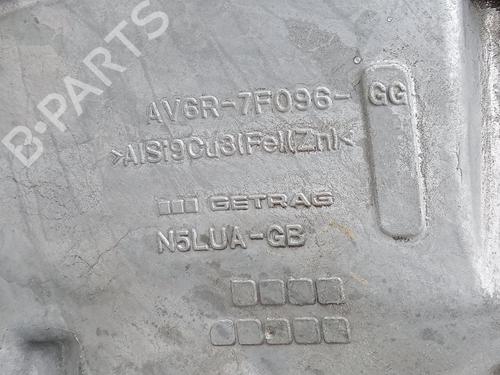 B-PARTS
AV6R-7F096-GG
>AlSi9Cu3(Fe)(Zn)<
GETRAG
N5LUA-GB